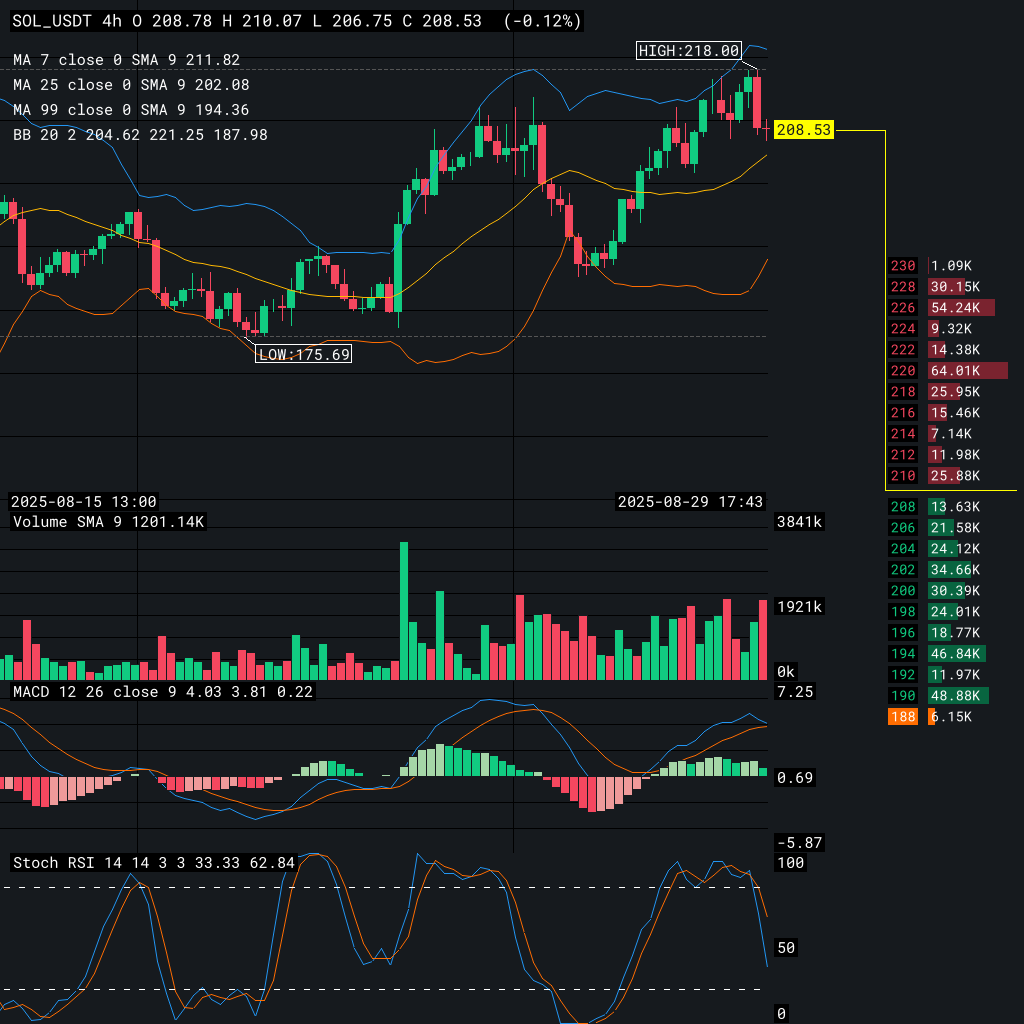 SOL_USDT 4h O 208.78 H 210.07 L 206.75 C 208.53 (-0.12%)
HIGH:218.00
MA 7 close 0 SMA 9 211.82
MA 25 close 0 SMA 9 202.08
MA 99 close 0 SMA 9 194.36
BB 20 2 204.62 221.25 187.98
208.53
230 1.09K
228 30.15K
226 54.24K
224 9.32K
222 14.38K
220 64.01K
218 25.95K
216 15.46K
214 7.14K
212 11.98K
210 25.88K
208 13.63K
206 21.58K
204 24.12K
202 34.66K
200 30.39K
198 24.01K
196 18.77K
194 46.84K
192 11.97K
190 48.88K
188 6.15K
LOW:175.69
2025-08-15 13:00
2025-08-29 17:43
Volume SMA 9 1201.14K
3841k
1921k
0k
MACD 12 26 close 9 4.03 3.81 0.22
7.25
0.69
-5.87
Stoch RSI 14 14 3 3 33.33 62.84
100
50
0